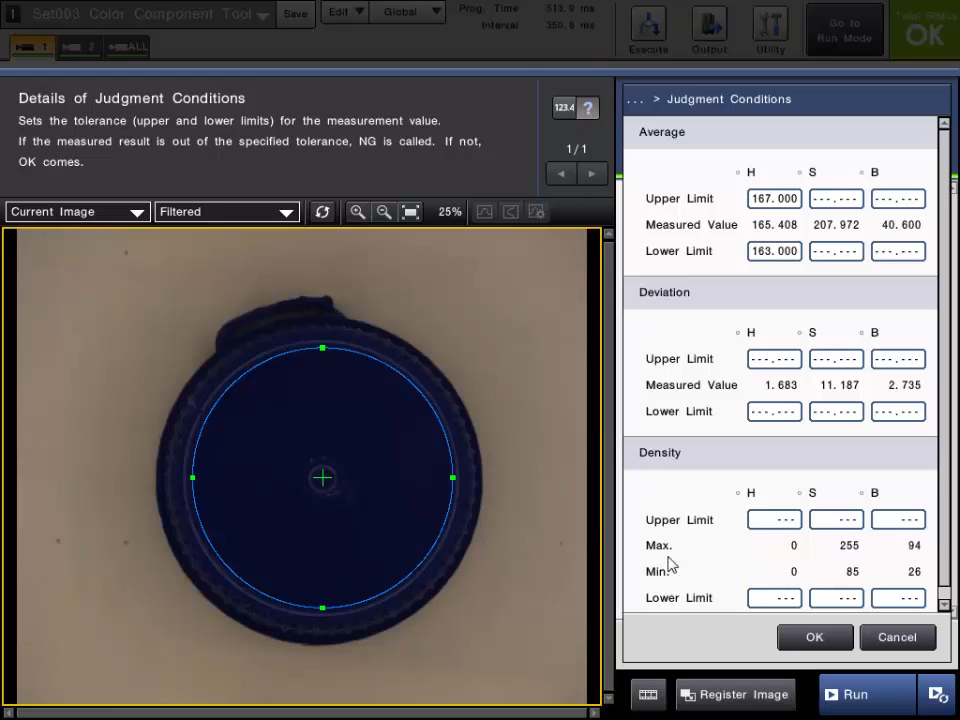 1 Set003 Color Component Tool Save Edit Global Prog. Time 513.9 ms
Interval 350.0 ms
Execute Output Utility
Go to
Run Mode
Total Status
OK
1 2 ALL
Details of Judgment Conditions
Sets the tolerance (upper and lower limits) for the measurement value.
If the measured result is out of the specified tolerance, NG is called. If not,
OK comes.
123.4 ?
1/1
Current Image Filtered 25%
... > Judgment Conditions
Average
H S B
Upper Limit 167.000 ---.--- ---.---
Measured Value 165.408 207.972 40.600
Lower Limit 163.000 ---.--- ---.---
Deviation
H S B
Upper Limit ---.--- ---.--- ---.---
Measured Value 1.683 11.187 2.735
Lower Limit ---.--- ---.--- ---.---
Density
H S B
Upper Limit --- --- ---
Max. 0 255 94
Min. 0 85 26
Lower Limit --- --- ---
OK Cancel
Register Image Run